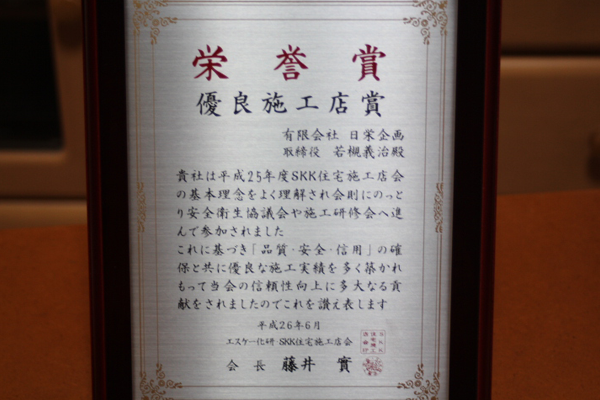 栄誉賞
優良施工店賞
有限会社 日栄企画
取締役 若槻義治殿
貴社は平成25年度SKK住宅施工店会
の基本理念をよく理解され会則にのっと
り安全衛生協議会や施工研修会へ進
んで参加されました
これに基づき「品質・安全・信用」の確
保と共に優良な施工実績を多く築かれ
もって当会の信頼性向上に多大なる貢
献をされましたのでこれを讃え表します
平成26年6月
エスケー化研 SKK住宅施工店会
会長 藤井 實